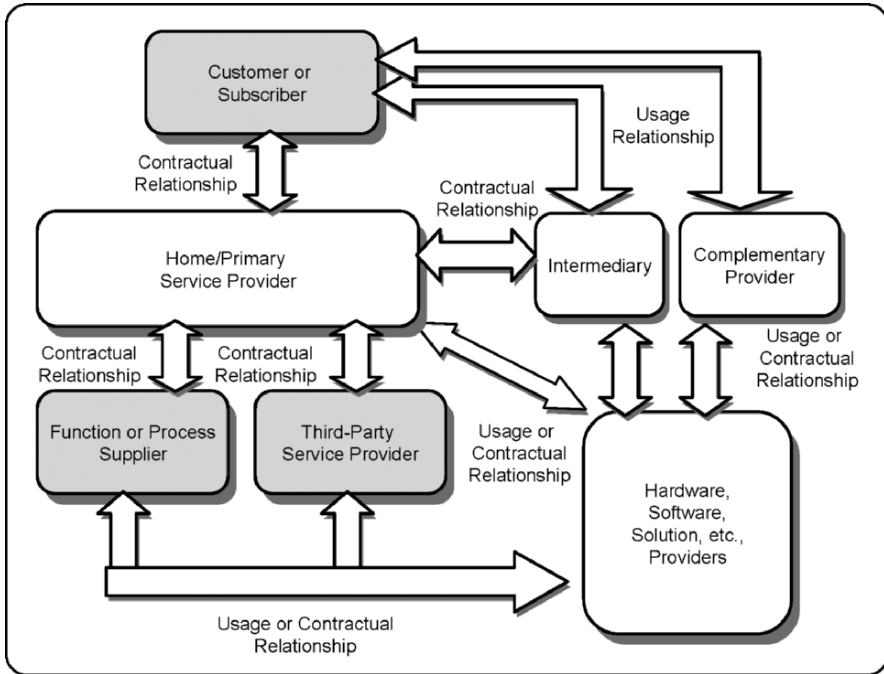 Customer or
Subscriber
Usage
Relationship
Contractual
Relationship
Contractual
Relationship
Home/Primary
Service Provider
Intermediary
Complementary
Provider
Contractual
Relationship
Contractual
Relationship
Usage or
Contractual
Relationship
Function or Process
Supplier
Third-Party
Service Provider
Usage or
Contractual
Relationship
Hardware,
Software,
Solution, etc.,
Providers
Usage or Contractual
Relationship